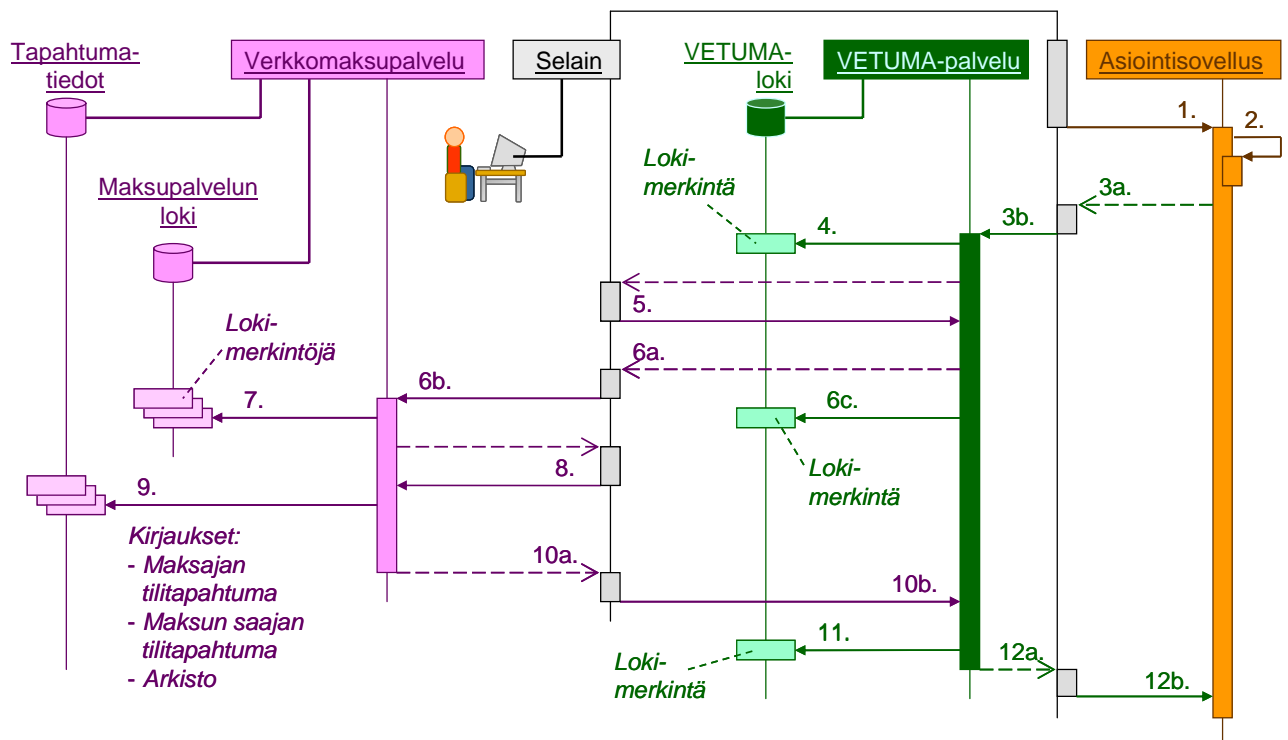 Tapahtuma-
tiedot
Verkkomaksupalvelu
Selain
VETUMA-
loki
VETUMA-palvelu
Asiointisovellus
1.
2.
Loki-
merkintä
Maksupalvelun
loki
3a.
3b.
4.
5.
Loki-
merkintöjä
6a.
6b.
7.
6c.
8.
Loki-
merkintä
9.
Kirjaukset:
- Maksajan
tilitapahtuma
- Maksun saajan
tilitapahtuma
- Arkisto
10a.
10b.
11.
Loki-
merkintä
12a.
12b.